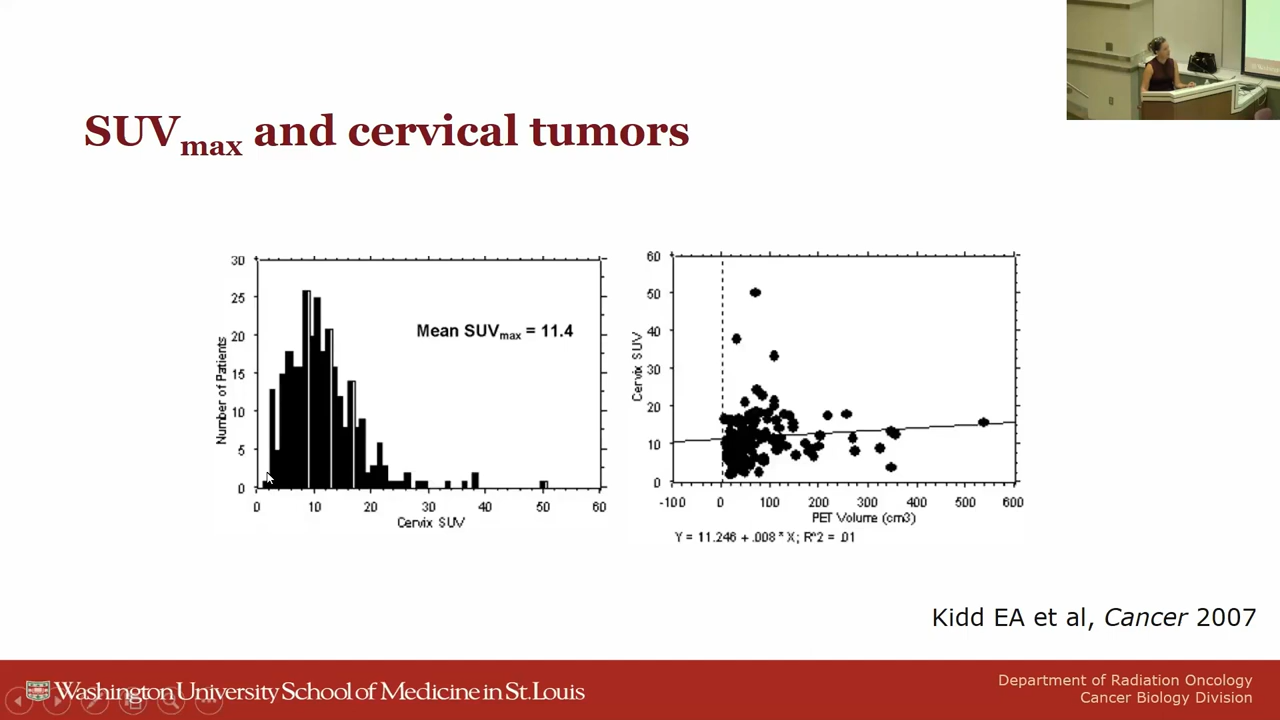 SUVmax and cervical tumors
30
25
20
15
10
5
0
Number of Patients
Mean SUVmax = 11.4
0 10 20 30 40 50 60
Cervix SUV
60
50
40
30
20
10
0
Cervix SUV
-100 0 100 200 300 400 500 600
PET Volume (cm3)
Y = 11.246 + .008 * X; R^2 = .01
Kidd EA et al, Cancer 2007
Washington University School of Medicine in St. Louis
Department of Radiation Oncology
Cancer Biology Division